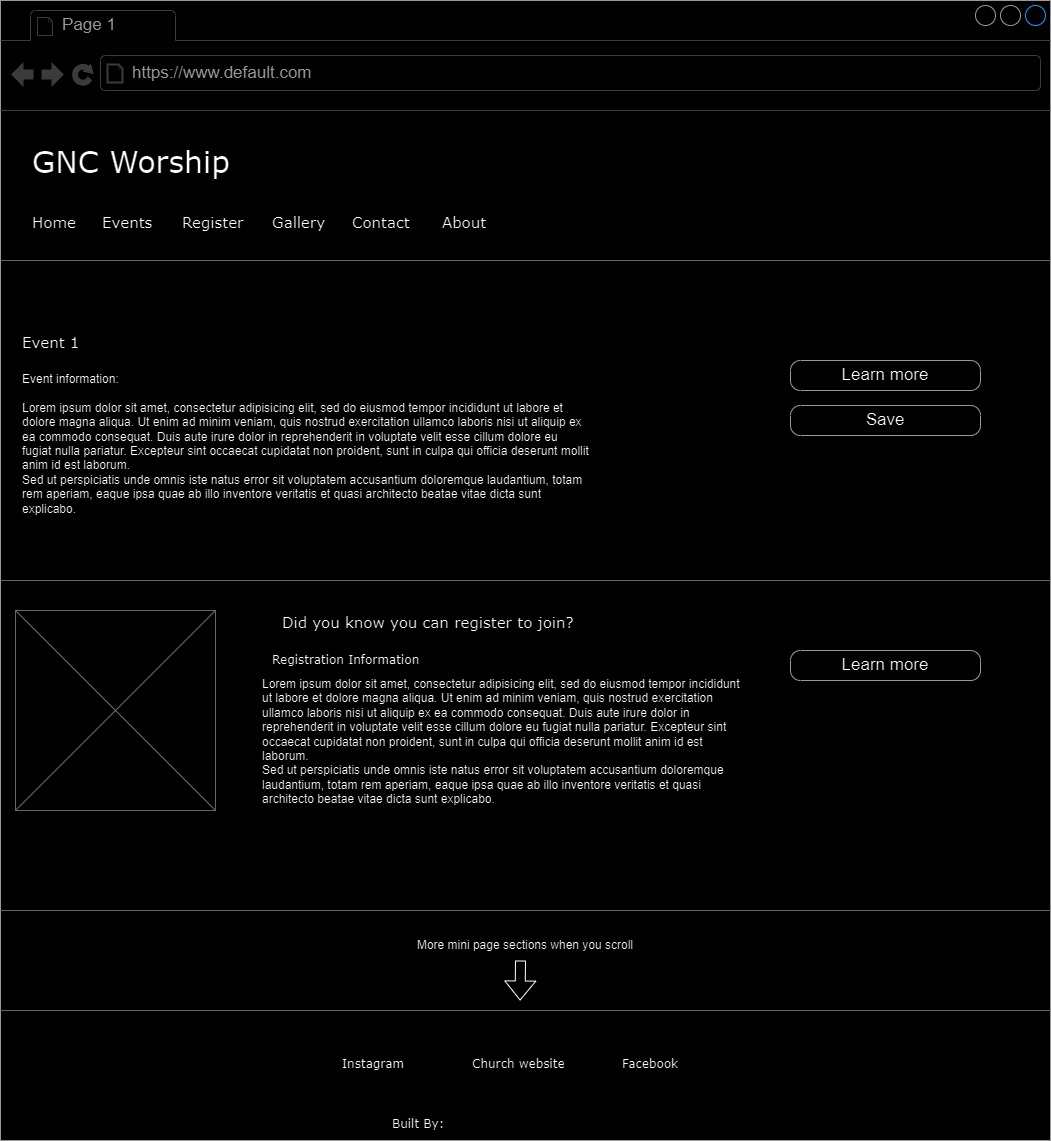 Page 1
https://www.default.com
GNC Worship
Home Events Register Gallery Contact About
Event 1
Event information:
Learn more
Save
Lorem ipsum dolor sit amet, consectetur adipisicing elit, sed do eiusmod tempor incididunt ut labore et
dolore magna aliqua. Ut enim ad minim veniam, quis nostrud exercitation ullamco laboris nisi ut aliquip ex
ea commodo consequat. Duis aute irure dolor in reprehenderit in voluptate velit esse cillum dolore eu
fugiat nulla pariatur. Excepteur sint occaecat cupidatat non proident, sunt in culpa qui officia deserunt mollit
anim id est laborum.
Sed ut perspiciatis unde omnis iste natus error sit voluptatem accusantium doloremque laudantium, totam
rem aperiam, eaque ipsa quae ab illo inventore veritatis et quasi architecto beatae vitae dicta sunt
explicabo.
Did you know you can register to join?
Registration Information
Learn more
Lorem ipsum dolor sit amet, consectetur adipisicing elit, sed do eiusmod tempor incididunt
ut labore et dolore magna aliqua. Ut enim ad minim veniam, quis nostrud exercitation
ullamco laboris nisi ut aliquip ex ea commodo consequat. Duis aute irure dolor in
reprehenderit in voluptate velit esse cillum dolore eu fugiat nulla pariatur. Excepteur sint
occaecat cupidatat non proident, sunt in culpa qui officia deserunt mollit anim id est
laborum.
Sed ut perspiciatis unde omnis iste natus error sit voluptatem accusantium doloremque
laudantium, totam rem aperiam, eaque ipsa quae ab illo inventore veritatis et quasi
architecto beatae vitae dicta sunt explicabo.
More mini page sections when you scroll
Instagram Church website Facebook
Built By: